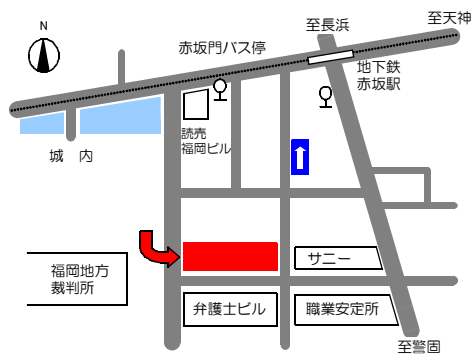 N
至長浜
至天神
赤坂門バス停
地下鉄
赤坂駅
読売
福岡ビル
城 内
福岡地方
裁判所
サニー
弁護士ビル
職業安定所
至警固